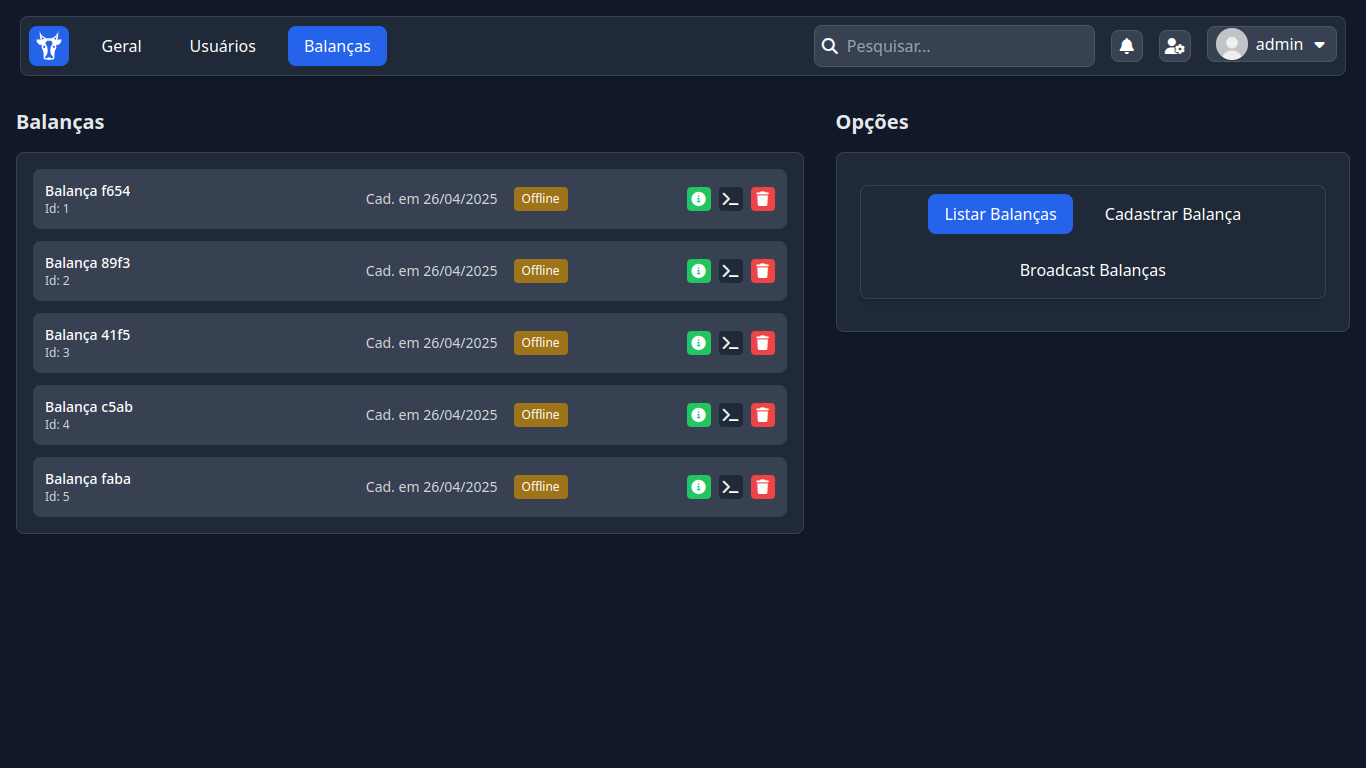 Geral Usuários Balanças Pesquisar... admin
Balanças
Balança f654
Id: 1
Cad. em 26/04/2025 Offline
Balança 89f3
Id: 2
Cad. em 26/04/2025 Offline
Balança 41f5
Id: 3
Cad. em 26/04/2025 Offline
Balança c5ab
Id: 4
Cad. em 26/04/2025 Offline
Balança faba
Id: 5
Cad. em 26/04/2025 Offline
Opções
Listar Balanças Cadastrar Balança
Broadcast Balanças